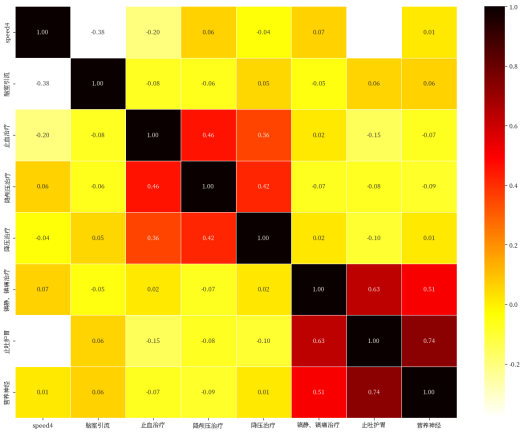 speed4 1.00 -0.38 -0.20 0.06 -0.04 0.07 0.01 1.0
脑室引流 -0.38 1.00 -0.08 -0.06 0.05 -0.05 0.06 0.06 0.8
止血治疗 -0.20 -0.08 1.00 0.46 0.36 0.02 -0.15 -0.07 0.6
降颅压治疗 0.06 -0.06 0.46 1.00 0.42 -0.07 -0.08 -0.09 0.4
降压治疗 -0.04 0.05 0.36 0.42 1.00 0.02 -0.10 0.01 0.2
镇静、镇痛治疗 0.07 -0.05 0.02 -0.07 0.02 1.00 0.63 0.51 0.0
止吐护胃 0.06 -0.15 -0.08 -0.10 0.63 1.00 0.74 -0.2
营养神经 0.01 0.06 -0.07 -0.09 0.01 0.51 0.74 1.00
speed4 脑室引流 止血治疗 降颅压治疗 降压治疗 镇静、镇痛治疗 止吐护胃 营养神经